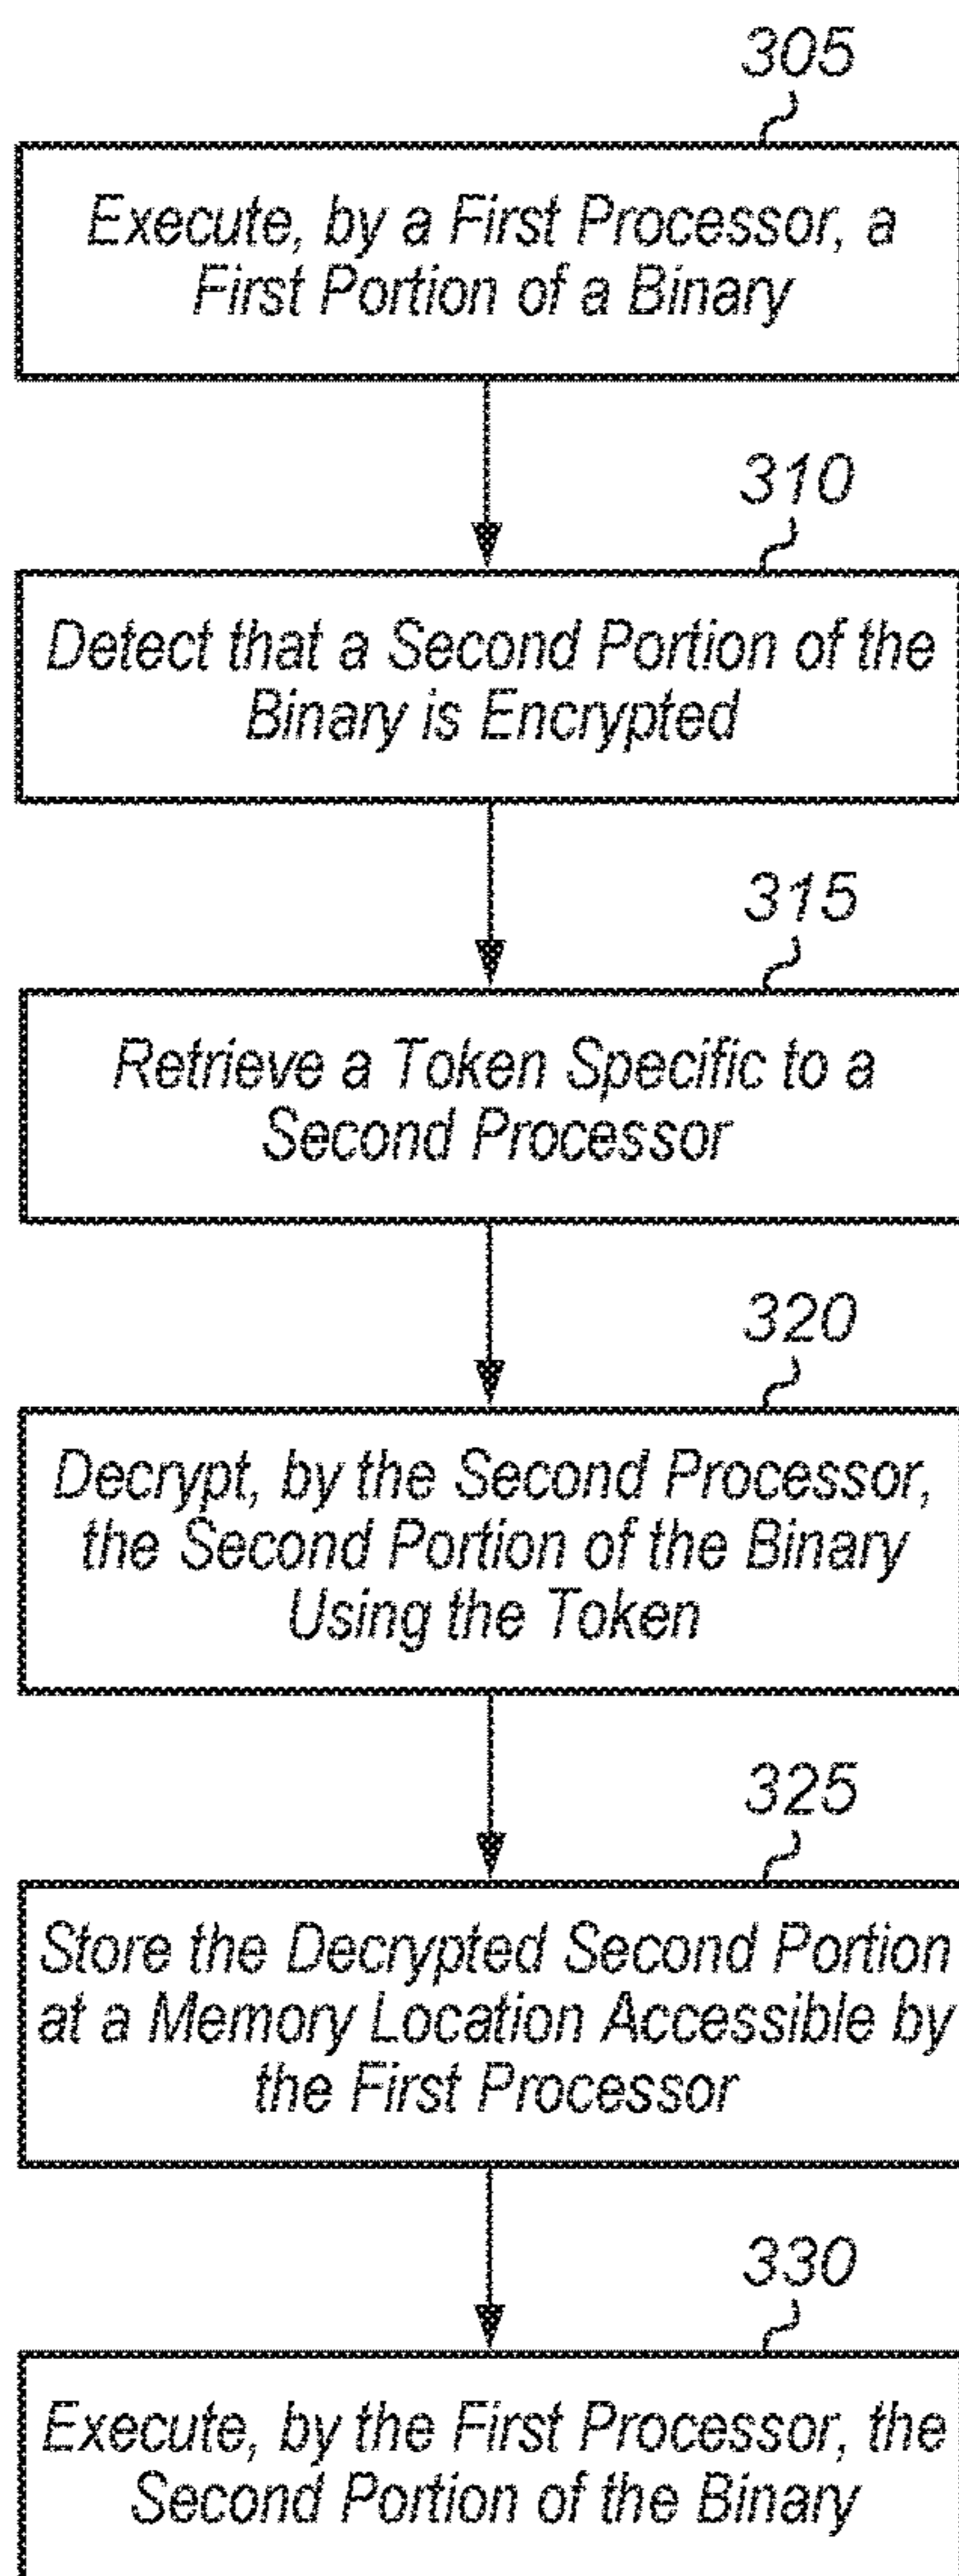 305
Execute, by a First Processor, a
First Portion of a Binary
310
Detect that a Second Portion of the
Binary is Encrypted
315
Retrieve a Token Specific to a
Second Processor
320
Decrypt, by the Second Processor,
the Second Portion of the Binary
Using the Token
325
Store the Decrypted Second Portion
at a Memory Location Accessible by
the First Processor
330
Execute, by the First Processor, the
Second Portion of the Binary